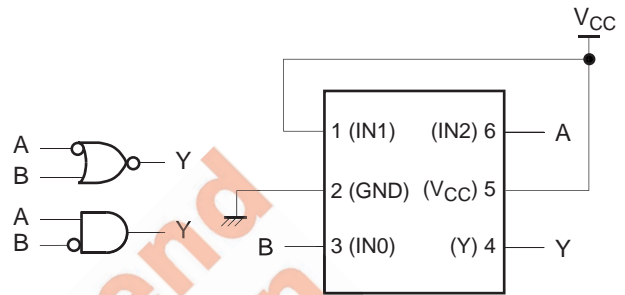 VCC
A
B
Y
A
B
Y
1 (IN1)
(IN2) 6
A
2 (GND)
(VCC) 5
B
3 (IN0)
(Y) 4
Y